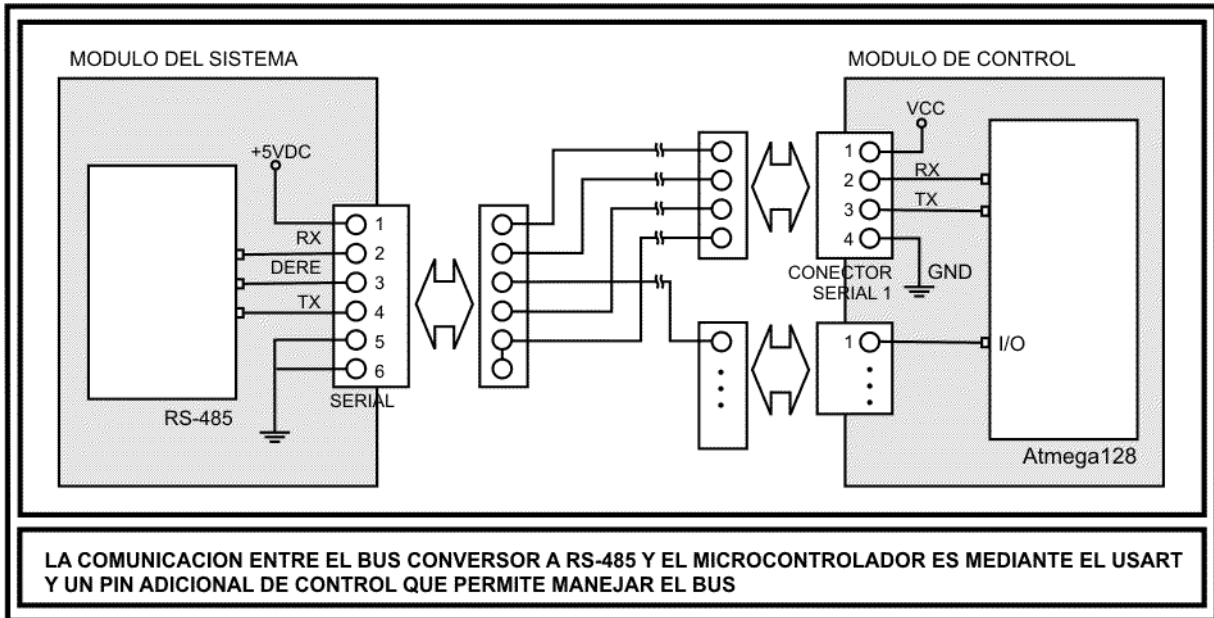 MODULO DEL SISTEMA
+5VDC
RX
DERE
TX
1
2
3
4
5
6
SERIAL
RS-485
MODULO DE CONTROL
VCC
1
2
3
4
RX
TX
GND
CONECTOR
SERIAL 1
1
I/O
Atmega128
LA COMUNICACION ENTRE EL BUS CONVERSOR A RS-485 Y EL MICROCONTROLADOR ES MEDIANTE EL USART
Y UN PIN ADICIONAL DE CONTROL QUE PERMITE MANEJAR EL BUS